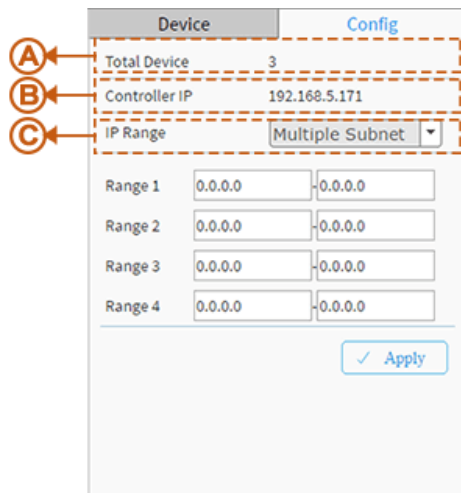 Device Config
A Total Device 3
B Controller IP 192.168.5.171
C IP Range Multiple Subnet
Range 1 0.0.0.0 - 0.0.0.0
Range 2 0.0.0.0 - 0.0.0.0
Range 3 0.0.0.0 - 0.0.0.0
Range 4 0.0.0.0 - 0.0.0.0
✓ Apply